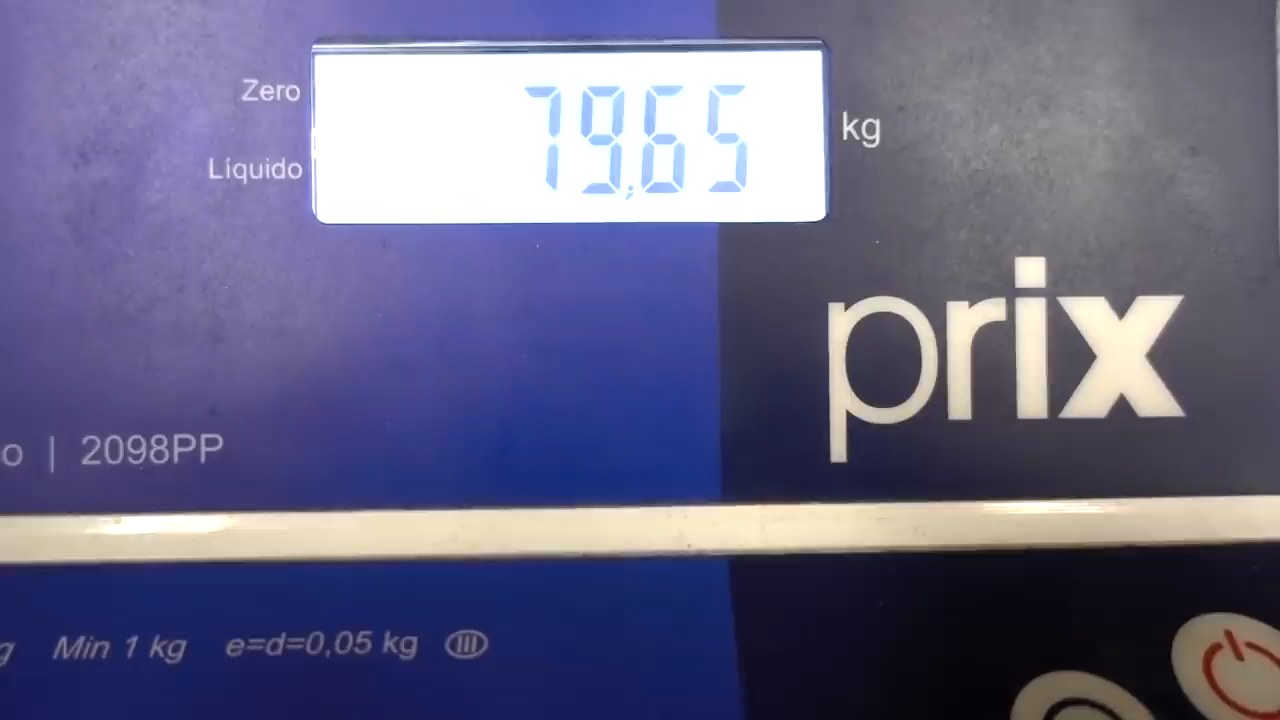 Zero
79,65 kg
Líquido
prix
o | 2098PP
g Min 1 kg e=d=0,05 kg III